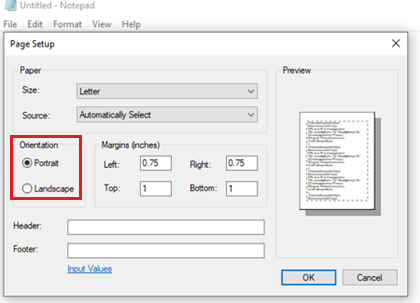 Untitled - Notepad
File Edit Format View Help
Page Setup
Paper
Size: Letter
Source: Automatically Select
Preview
Orientation
Portrait
Landscape
Margins (inches)
Left: 0.75 Right: 0.75
Top: 1 Bottom: 1
Header:
Footer:
Input Values
OK Cancel